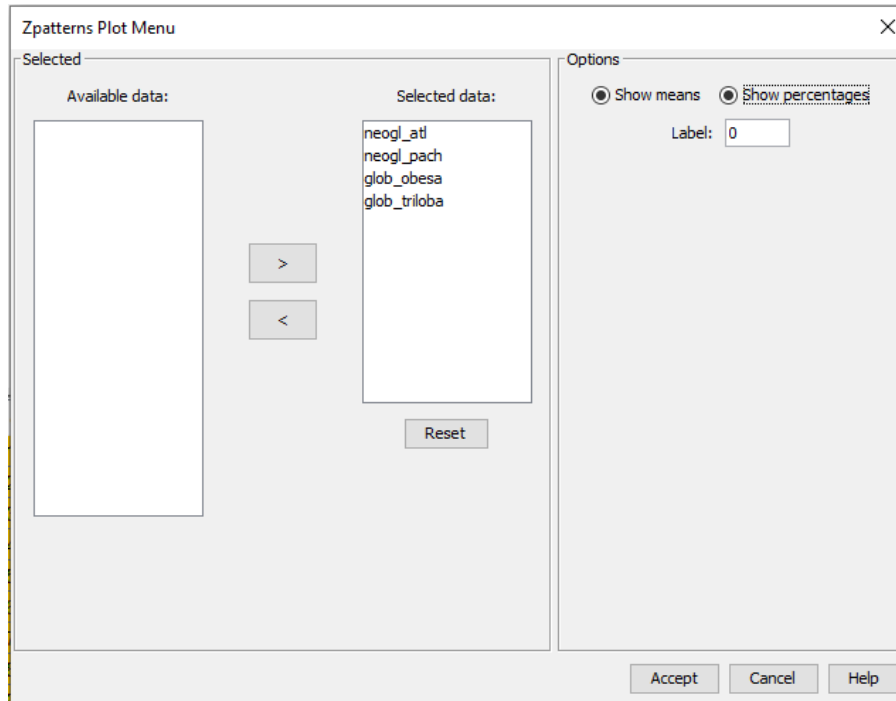 Zpatterns Plot Menu
Selected
Available data:
Selected data:
neogl_atl
neogl_pach
glob_obesa
glob_triloba
>
<
Reset
Options
Show means
Show percentages
Label: 0
Accept
Cancel
Help